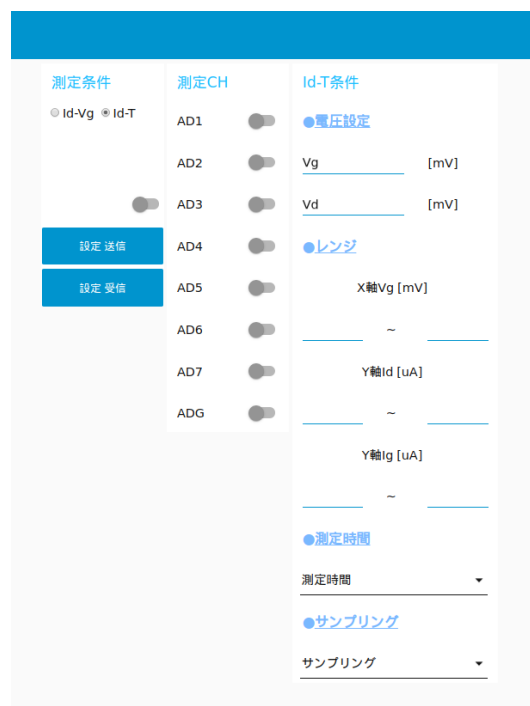 測定条件
Id-Vg Id-T
設定 送信
設定 受信
測定CH
AD1
AD2
AD3
AD4
AD5
AD6
AD7
ADG
Id-T条件
●電圧設定
Vg [mV]
Vd [mV]
●レンジ
X軸Vg [mV]
~
Y軸Id [uA]
~
Y軸Ig [uA]
~
●測定時間
測定時間
●サンプリング
サンプリング